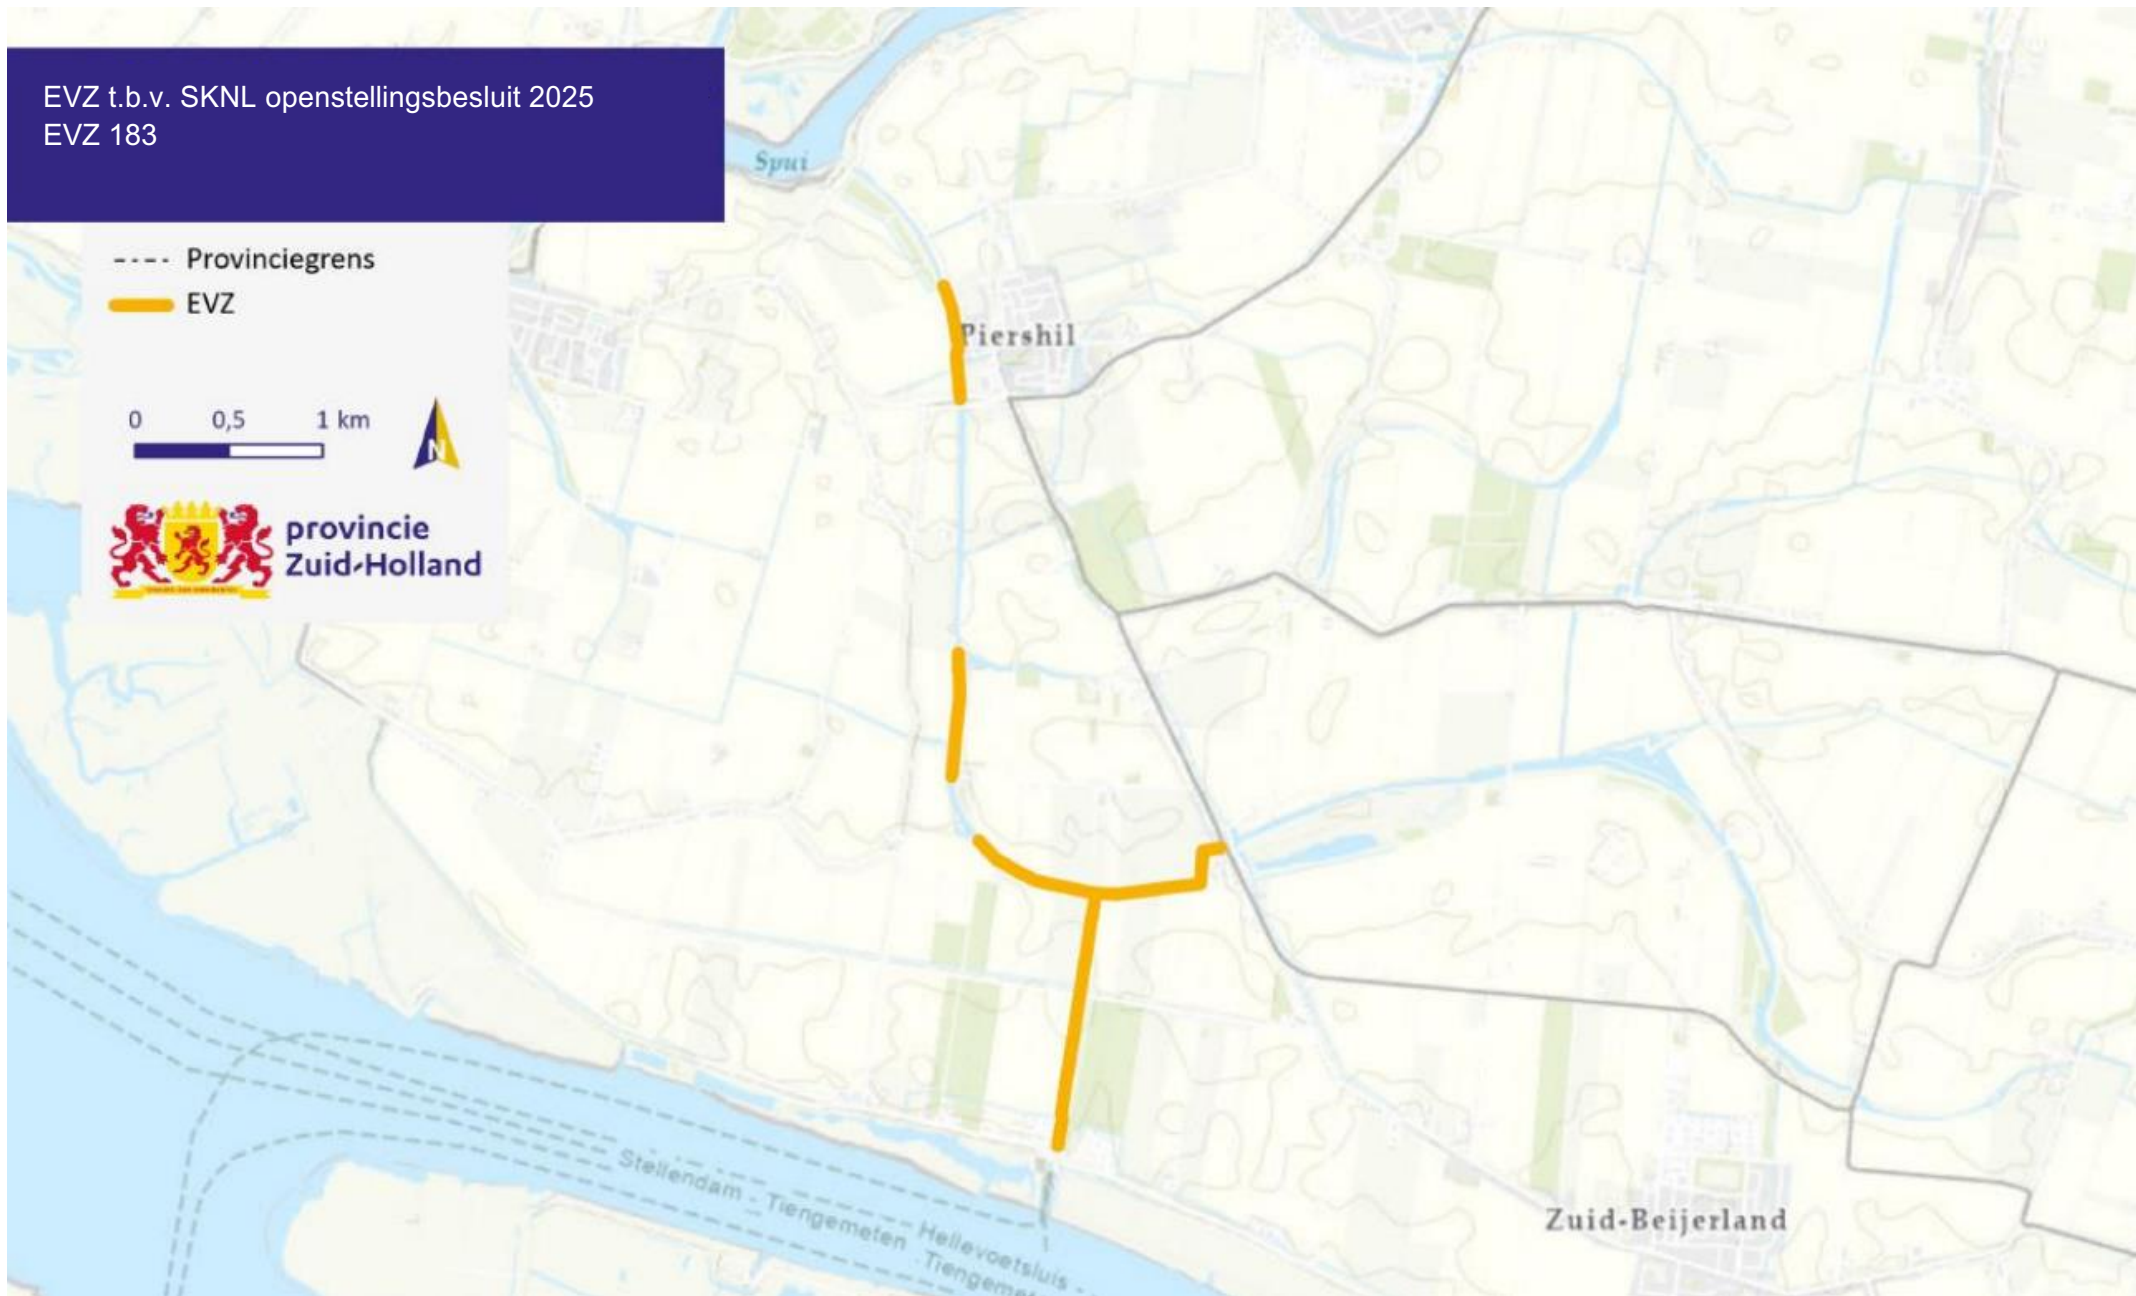 EVZ t.b.v. SKNL openstellingsbesluit 2025
EVZ 183
Spui
Provinciegrens
EVZ
Piershil
0 0,5 1 km
N
provincie
Zuid-Holland
Stellendam - Tiengemeten
Hellevoetsluis -
Zuid-Beijerland